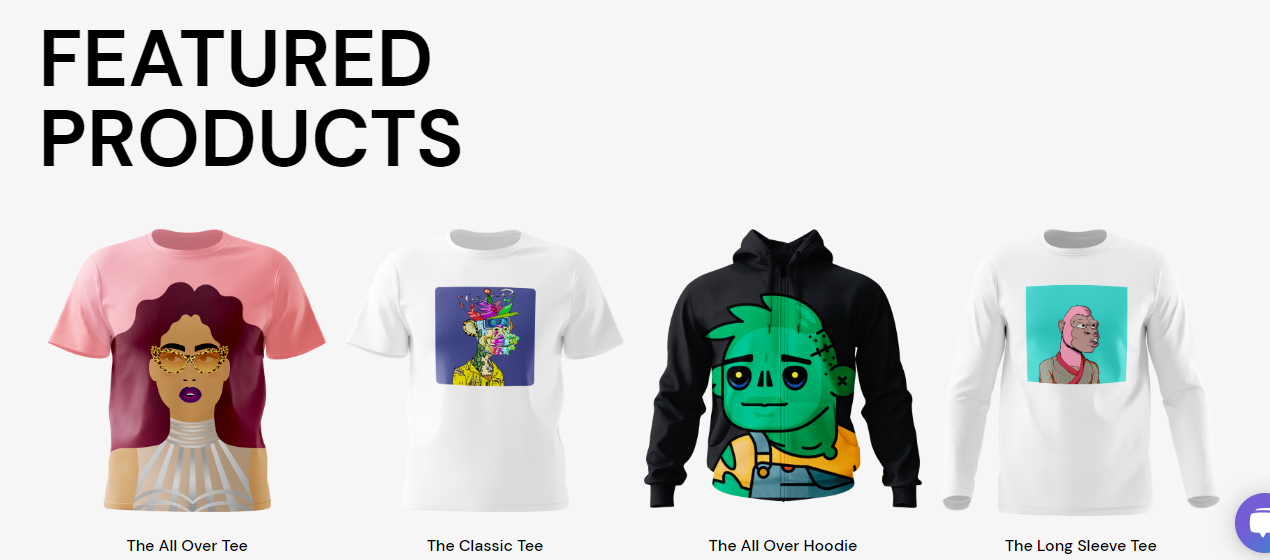 FEATURED
PRODUCTS
The All Over Tee
The Classic Tee
The All Over Hoodie
The Long Sleeve Tee